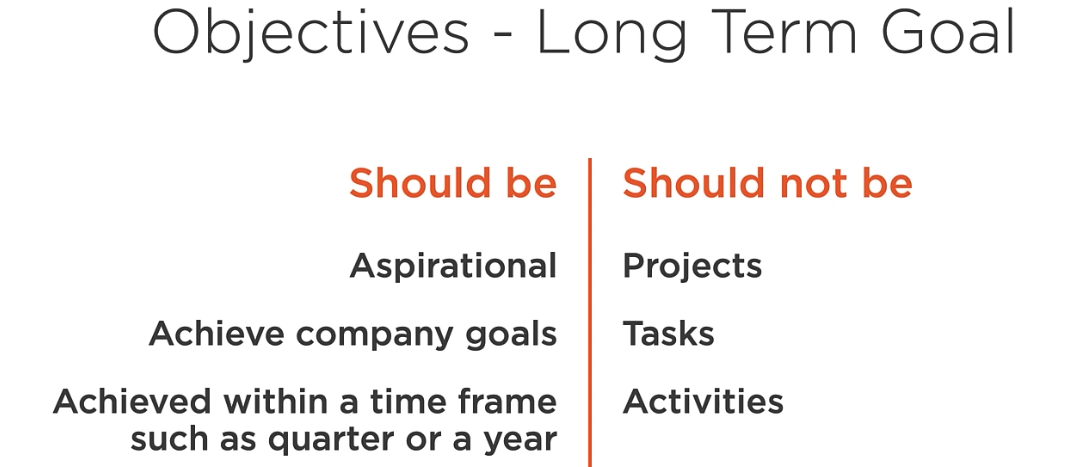 Objectives - Long Term Goal
Should be
Aspirational
Achieve company goals
Achieved within a time frame
such as quarter or a year
Should not be
Projects
Tasks
Activities